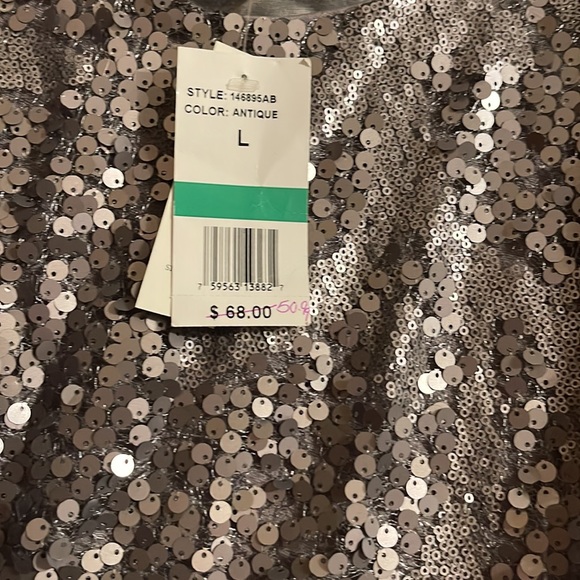 STYLE: 146895AB
COLOR: ANTIQUE
L
7 59563 13882 7
$ 68.00